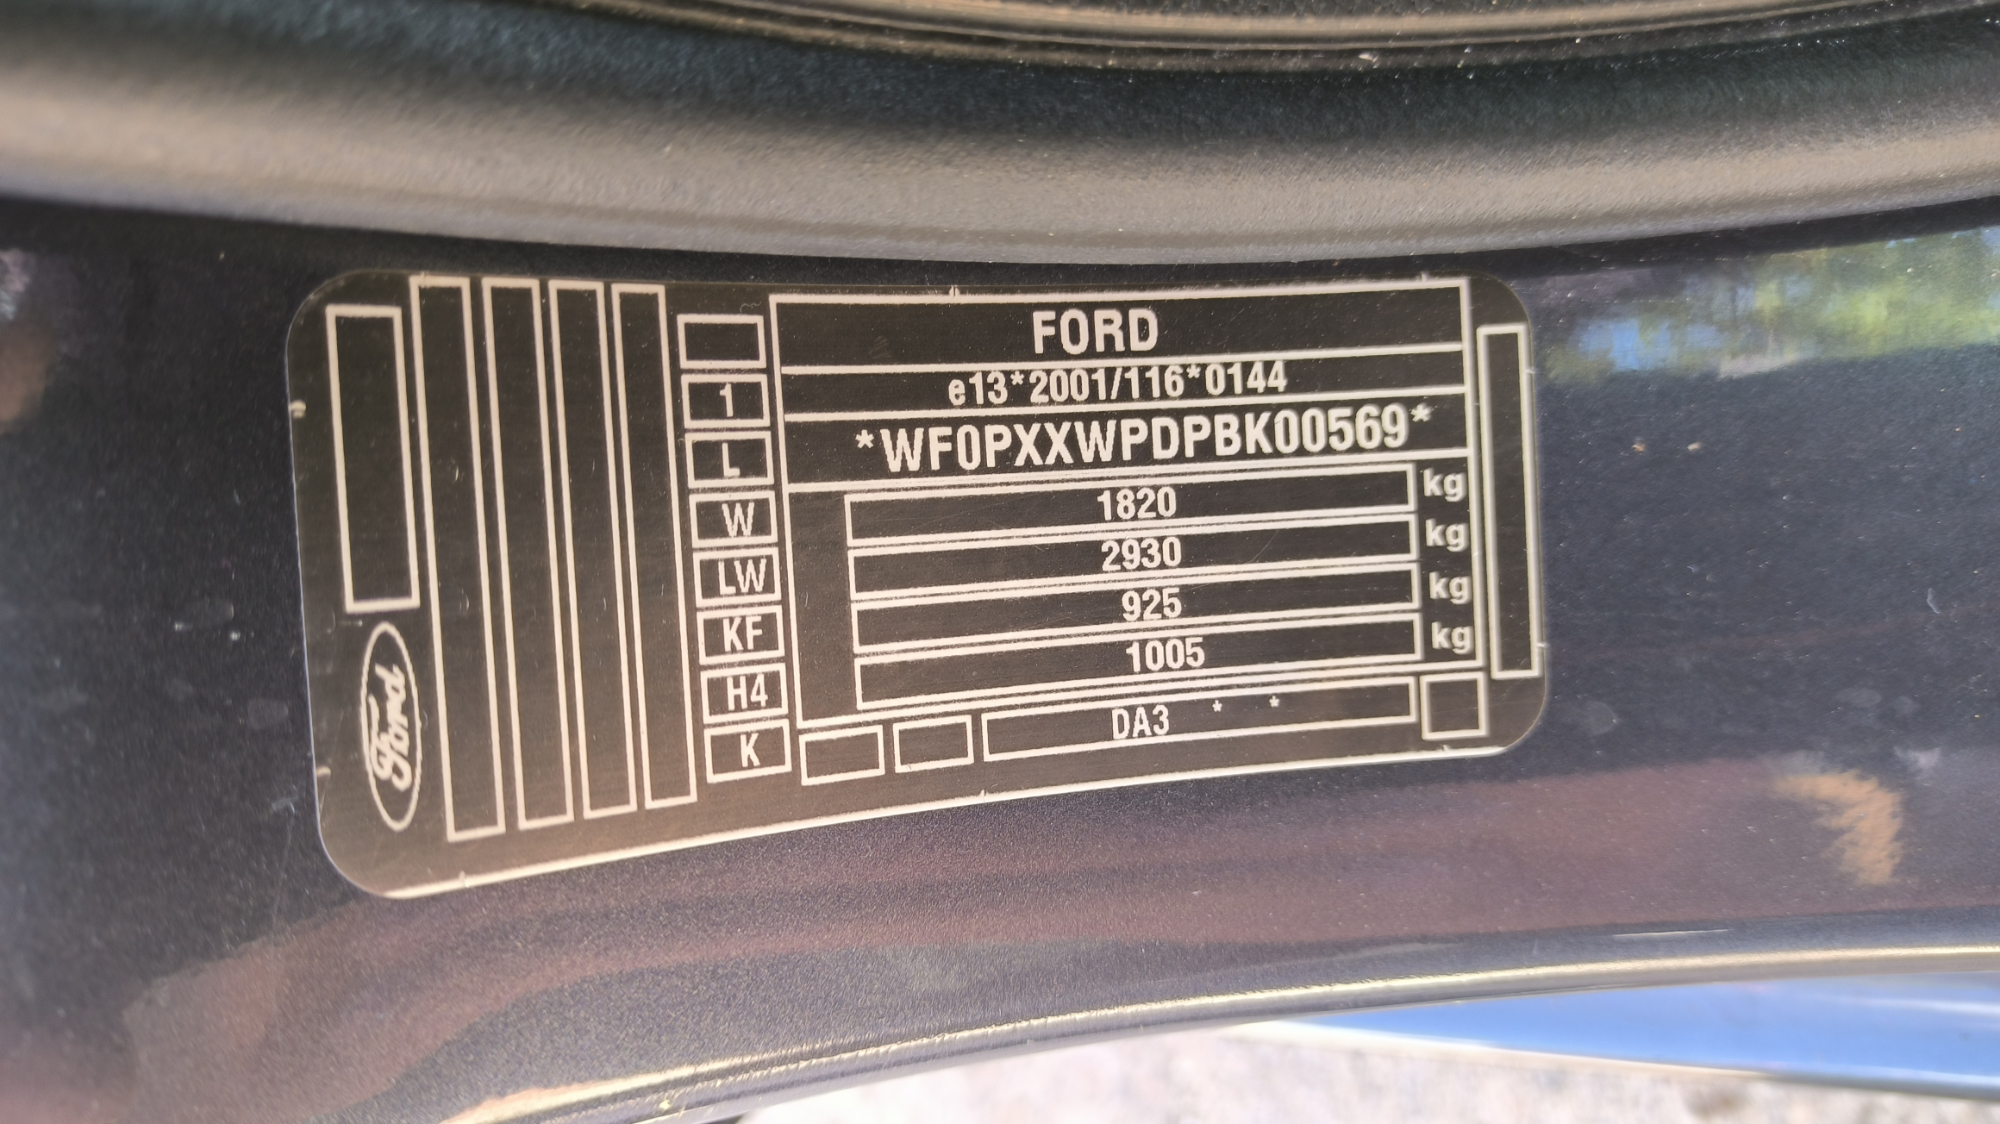 FORD
e13*2001/116*0144
*WF0PXXWPDPBK00569*
1820 kg
2930 kg
925 kg
1005 kg
DA3 * *
1
L
W
LW
KF
H4
K
Ford